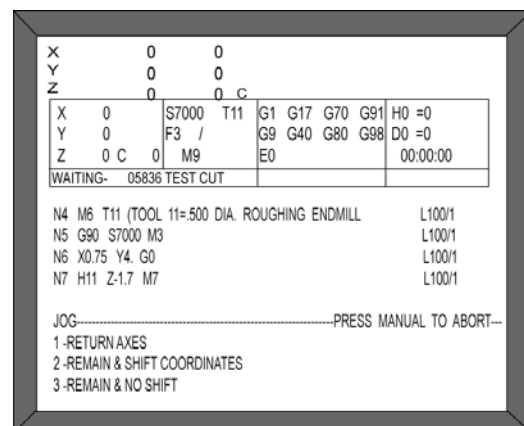 X 0 0
Y 0 0
Z 0 0 C
X 0 S7000 T11 G1 G17 G70 G91 H0 =0
Y 0 F3 / G9 G40 G80 G98 D0 =0
Z 0 C 0 M9 E0 00:00:00
WAITING- 05836 TEST CUT
N4 M6 T11 (TOOL 11=.500 DIA. ROUGHING ENDMILL L100/1
N5 G90 S7000 M3 L100/1
N6 X0.75 Y4. G0 L100/1
N7 H11 Z-1.7 M7 L100/1
JOG------------------------------------------------------------PRESS MANUAL TO ABORT---
1 -RETURN AXES
2 -REMAIN & SHIFT COORDINATES
3 -REMAIN & NO SHIFT